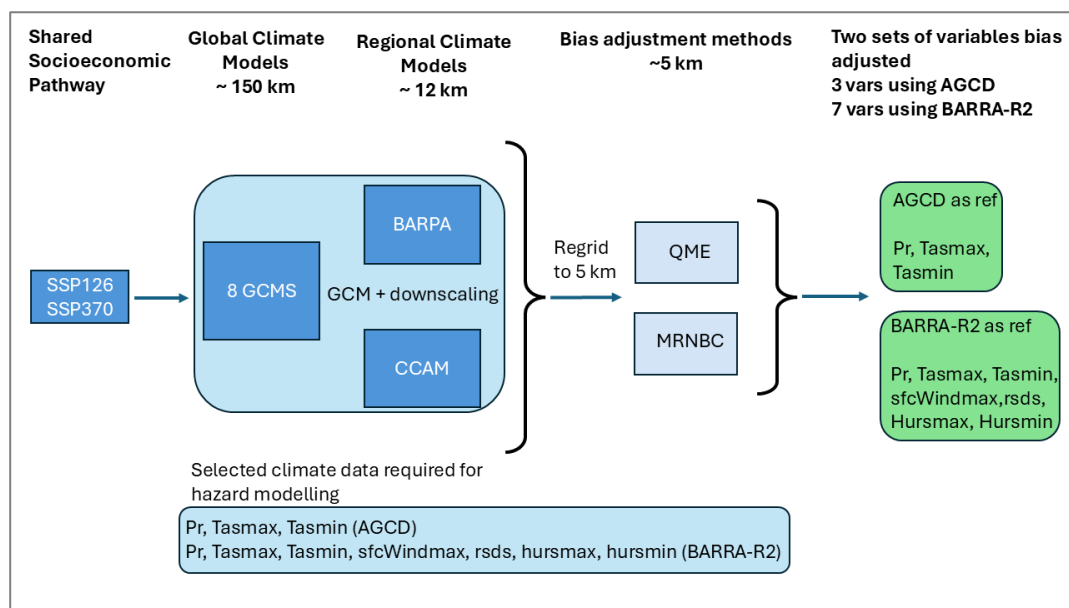 Shared
Socioeconomic
Pathway
Global Climate
Models
~ 150 km
Regional Climate
Models
~ 12 km
Bias adjustment methods
~5 km
Two sets of variables bias
adjusted
3 vars using AGCD
7 vars using BARRA-R2
SSP126
SSP370
8 GCMS
BARPA
GCM + downscaling
CCAM
Regrid
to 5 km
QME
MRNBC
AGCD as ref
Pr, Tasmax,
Tasmin
BARRA-R2 as ref
Pr, Tasmax, Tasmin,
sfcWindmax,rsds,
Hursmax, Hursmin
Selected climate data required for
hazard modelling
Pr, Tasmax, Tasmin (AGCD)
Pr, Tasmax, Tasmin, sfcWindmax, rsds, hursmax, hursmin (BARRA-R2)